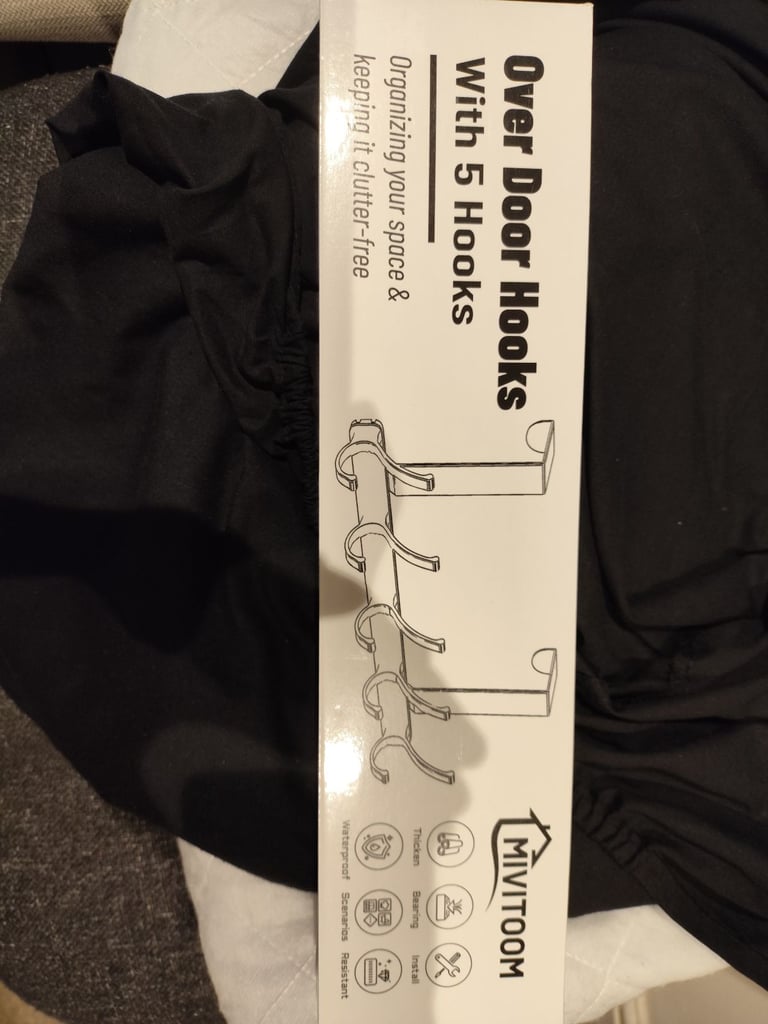 Over Door Hooks
With 5 Hooks
Organizing your space &
keeping it clutter-free
MIVITOOM
Thicken Bearing Install
Waterproof Scenarios Resistant